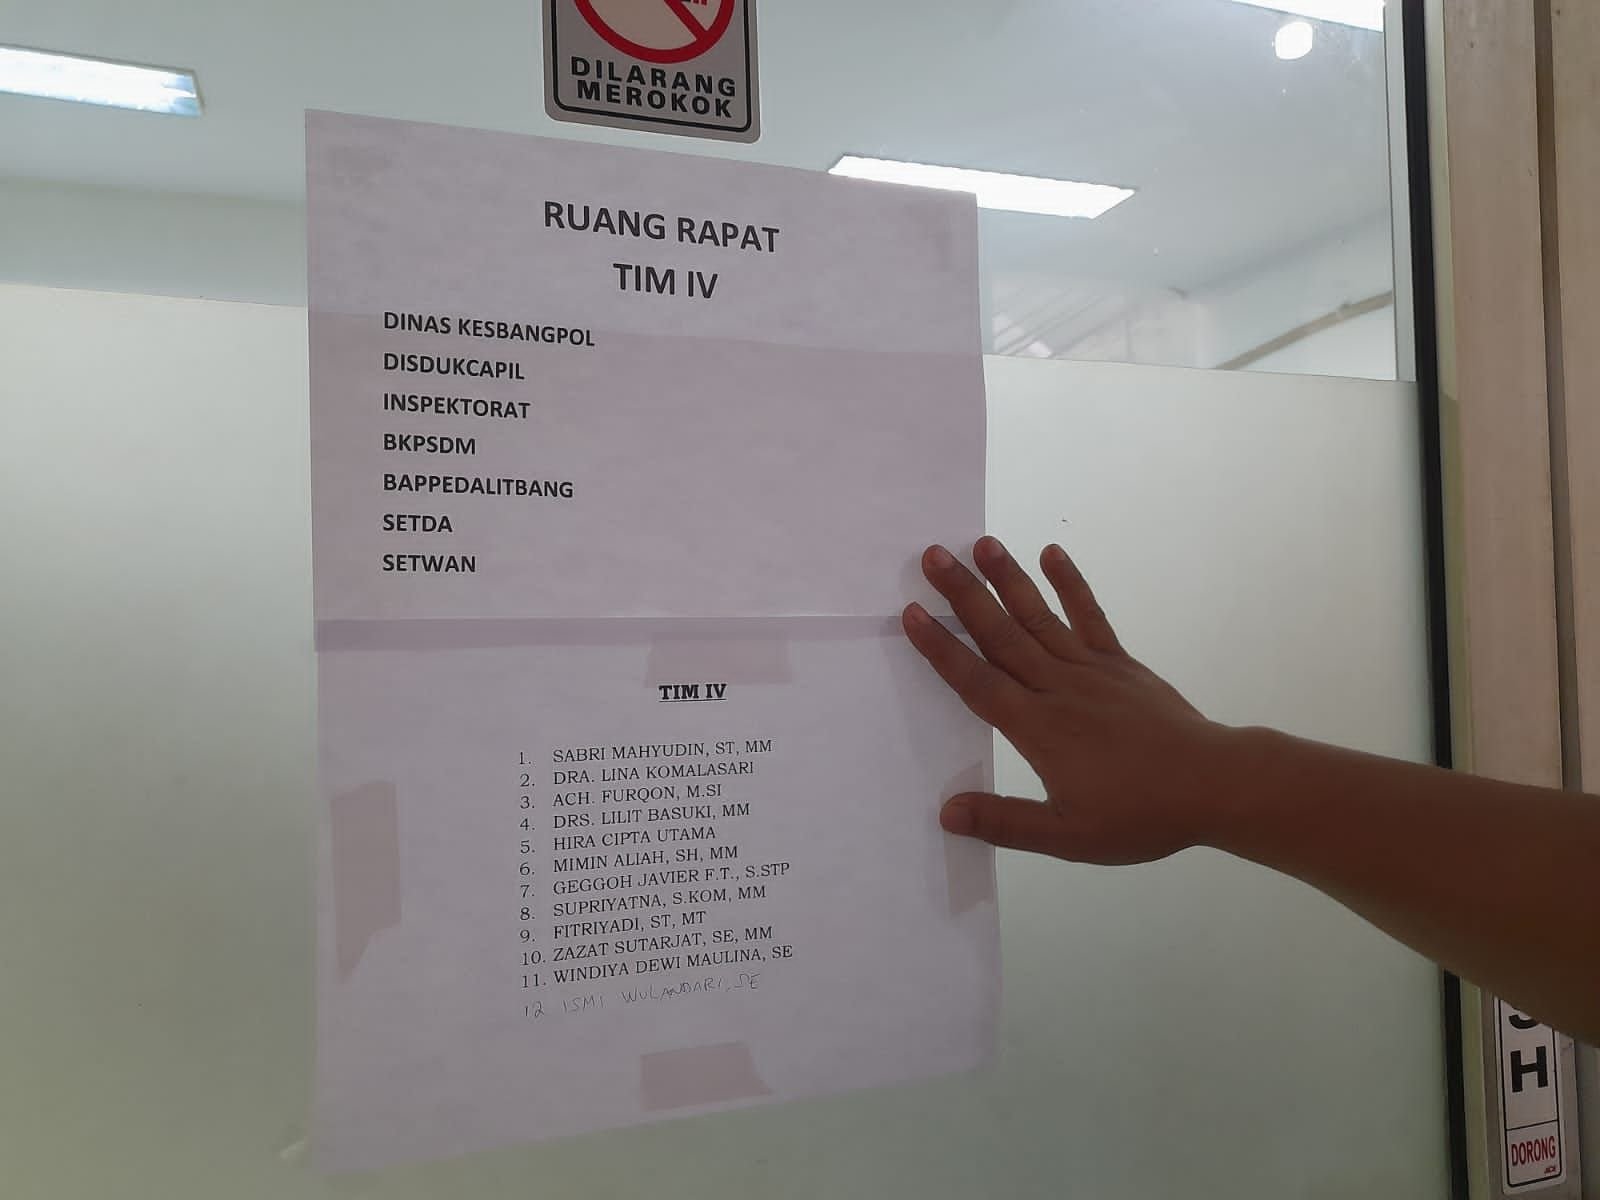 DILARANG
MEROKOK
RUANG RAPAT
TIM IV
DINAS KESBANGPOL
DISDUKCAPIL
INSPEKTORAT
BKPSDM
BAPPEDALITBANG
SETDA
SETWAN
TIM IV
1. SABRI MAHYUDIN, ST, MM
2. DRA. LINA KOMALASARI
3. ACH. FURQON, M.SI
4. DRS. LILIT BASUKI, MM
5. HIRA CIPTA UTAMA
6. MIMIN ALIAH, SH, MM
7. GEGGOH JAVIER F.T., S.STP
8. SUPRIYATNA, S.KOM, MM
9. FITRIYADI, ST, MT
10. ZAZAT SUTARJAT, SE, MM
11. WINDIYA DEWI MAULINA, SE
12 ISMI WULANDARI, SE
S
H
DORONG
ACE